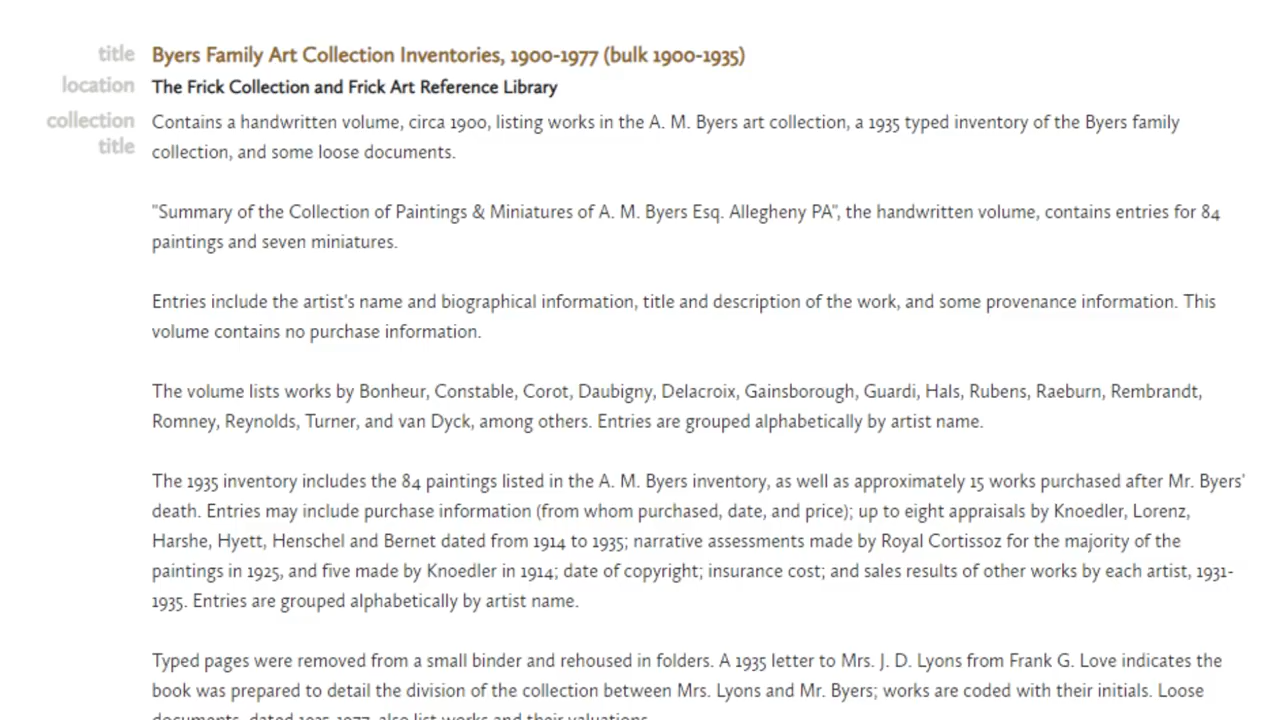 title Byers Family Art Collection Inventories, 1900-1977 (bulk 1900-1935)
location The Frick Collection and Frick Art Reference Library
collection title Contains a handwritten volume, circa 1900, listing works in the A. M. Byers art collection, a 1935 typed inventory of the Byers family
collection, and some loose documents.
"Summary of the Collection of Paintings & Miniatures of A. M. Byers Esq. Allegheny PA", the handwritten volume, contains entries for 84
paintings and seven miniatures.
Entries include the artist's name and biographical information, title and description of the work, and some provenance information. This
volume contains no purchase information.
The volume lists works by Bonheur, Constable, Corot, Daubigny, Delacroix, Gainsborough, Guardi, Hals, Rubens, Raeburn, Rembrandt,
Romney, Reynolds, Turner, and van Dyck, among others. Entries are grouped alphabetically by artist name.
The 1935 inventory includes the 84 paintings listed in the A. M. Byers inventory, as well as approximately 15 works purchased after Mr. Byers'
death. Entries may include purchase information (from whom purchased, date, and price); up to eight appraisals by Knoedler, Lorenz,
Harshe, Hyett, Henschel and Bernet dated from 1914 to 1935; narrative assessments made by Royal Cortissoz for the majority of the
paintings in 1925, and five made by Knoedler in 1914; date of copyright; insurance cost; and sales results of other works by each artist, 1931-
1935. Entries are grouped alphabetically by artist name.
Typed pages were removed from a small binder and rehoused in folders. A 1935 letter to Mrs. J. D. Lyons from Frank G. Love indicates the
book was prepared to detail the division of the collection between Mrs. Lyons and Mr. Byers; works are coded with their initials. Loose
documents, dated 1935-1977, also list works and their valuations.